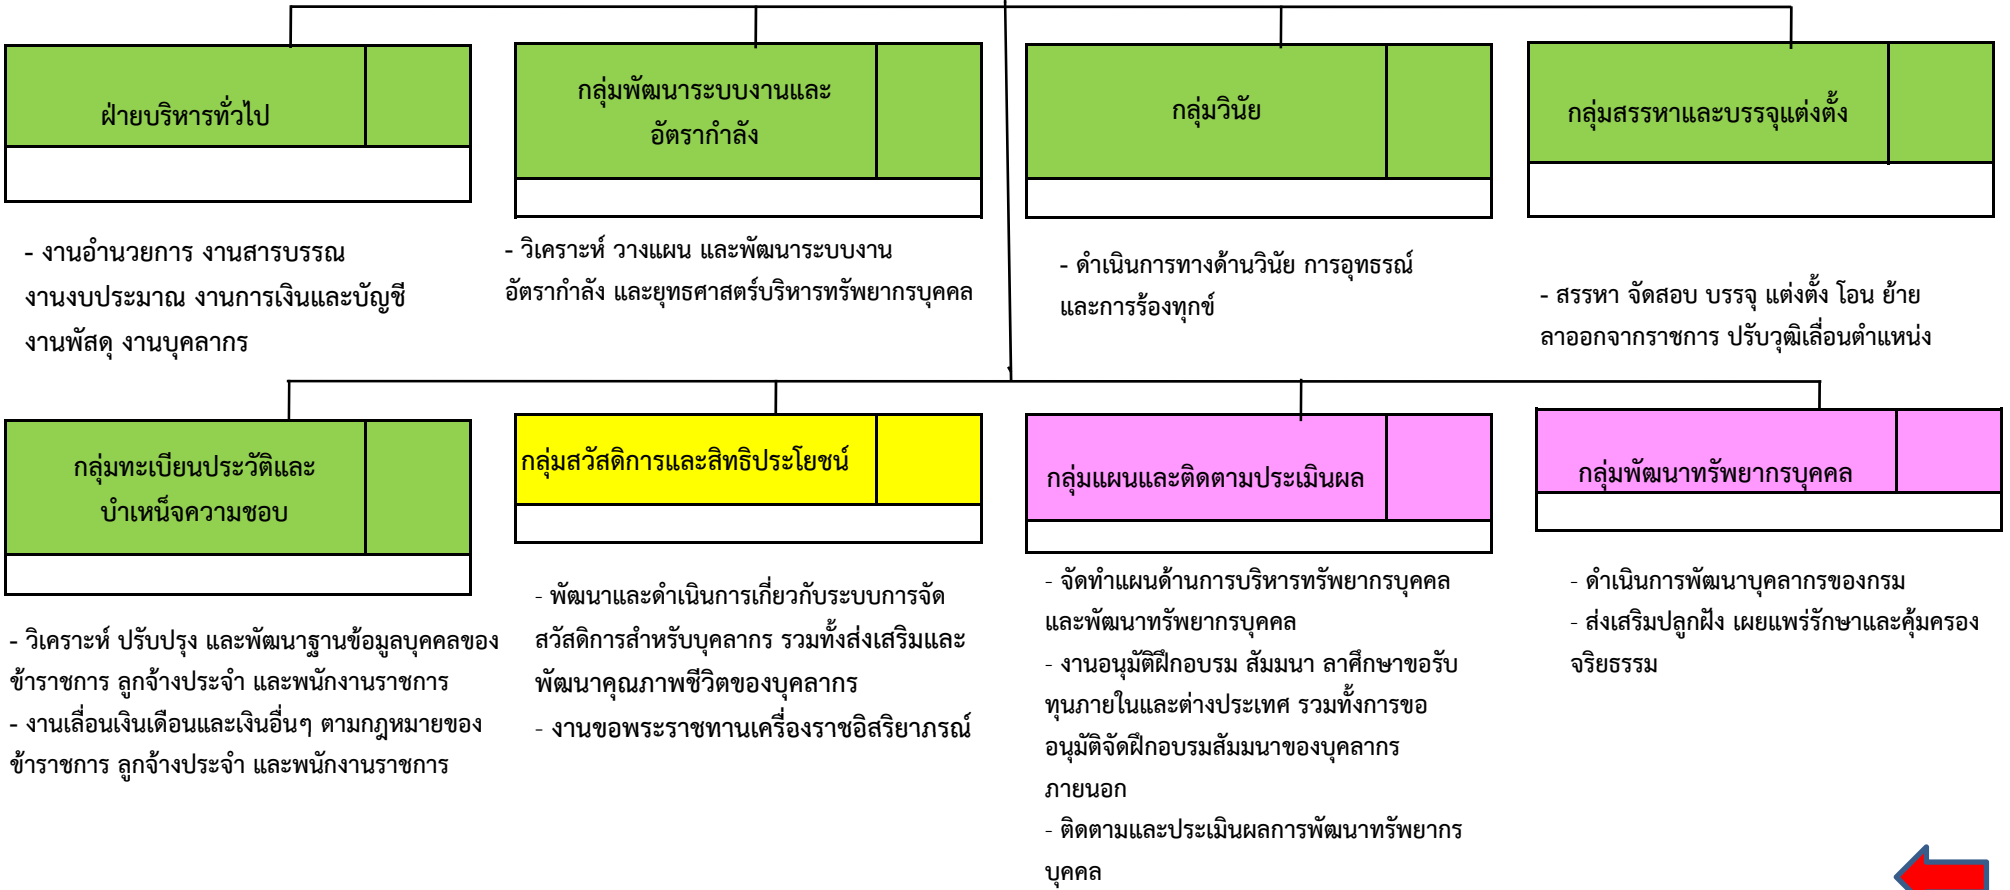 ฝ่ายบริหารทั่วไป
กลุ่มพัฒนาระบบงานและ
อัตรากำลัง
กลุ่มวินัย
กลุ่มสรรหาและบรรจุแต่งตั้ง
- งานอำนวยการ งานสารบรรณ
งานงบประมาณ งานการเงินและบัญชี
งานพัสดุ งานบุคลากร
- วิเคราะห์ วางแผน และพัฒนาระบบงาน
อัตรากำลัง และยุทธศาสตร์บริหารทรัพยากรบุคคล
- ดำเนินการทางด้านวินัย การอุทธรณ์
และการร้องทุกข์
- สรรหา จัดสอบ บรรจุ แต่งตั้ง โอน ย้าย
ลาออกจากราชการ ปรับวุฒิเลื่อนตำแหน่ง
กลุ่มทะเบียนประวัติและ
บำเหน็จความชอบ
กลุ่มสวัสดิการและสิทธิประโยชน์
กลุ่มแผนและติดตามประเมินผล
กลุ่มพัฒนาทรัพยากรบุคคล
- วิเคราะห์ ปรับปรุง และพัฒนาฐานข้อมูลบุคคลของ
ข้าราชการ ลูกจ้างประจำ และพนักงานราชการ
- งานเลื่อนเงินเดือนและเงินอื่นๆ ตามกฎหมายของ
ข้าราชการ ลูกจ้างประจำ และพนักงานราชการ
- พัฒนาและดำเนินการเกี่ยวกับระบบการจัด
สวัสดิการสำหรับบุคลากร รวมทั้งส่งเสริมและ
พัฒนาคุณภาพชีวิตของบุคลากร
- งานขอพระราชทานเครื่องราชอิสริยาภรณ์
- จัดทำแผนด้านการบริหารทรัพยากรบุคคล
และพัฒนาทรัพยากรบุคคล
- งานอนุมัติฝึกอบรม สัมมนา ลาศึกษาขอรับ
ทุนภายในและต่างประเทศ รวมทั้งการขอ
อนุมัติจัดฝึกอบรมสัมมนาของบุคลากร
ภายนอก
- ติดตามและประเมินผลการพัฒนาทรัพยากร
บุคคล
- ดำเนินการพัฒนาบุคลากรของกรม
- ส่งเสริมปลูกฝัง เผยแพร่รักษาและคุ้มครอง
จริยธรรม